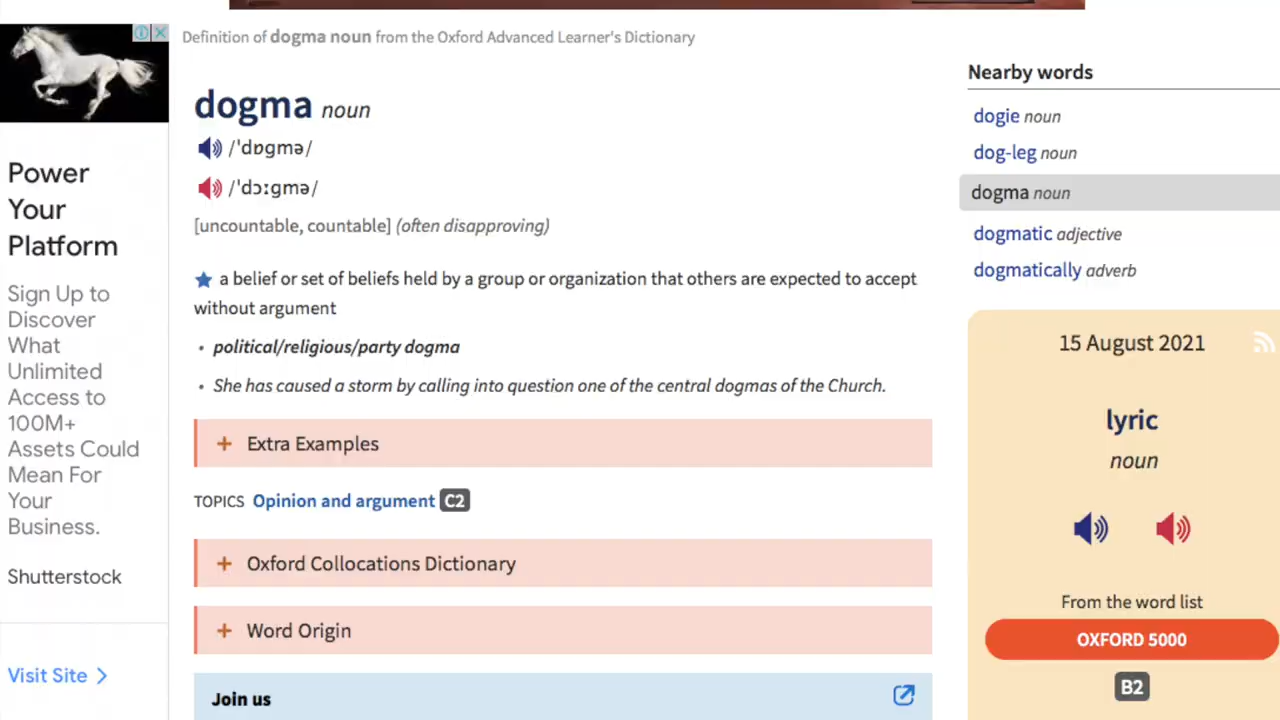 Definition of dogma noun from the Oxford Advanced Learner's Dictionary
dogma noun
/ˈdɒɡmə/
/ˈdɔːɡmə/
[uncountable, countable] (often disapproving)
a belief or set of beliefs held by a group or organization that others are expected to accept
without argument
• political/religious/party dogma
• She has caused a storm by calling into question one of the central dogmas of the Church.
+ Extra Examples
TOPICS Opinion and argument C2
+ Oxford Collocations Dictionary
+ Word Origin
Join us
Power
Your
Platform
Sign Up to
Discover
What
Unlimited
Access to
100M+
Assets Could
Mean For
Your
Business.
Shutterstock
Visit Site >
Nearby words
dogie noun
dog-leg noun
dogma noun
dogmatic adjective
dogmatically adverb
15 August 2021
lyric
noun
From the word list
OXFORD 5000
B2